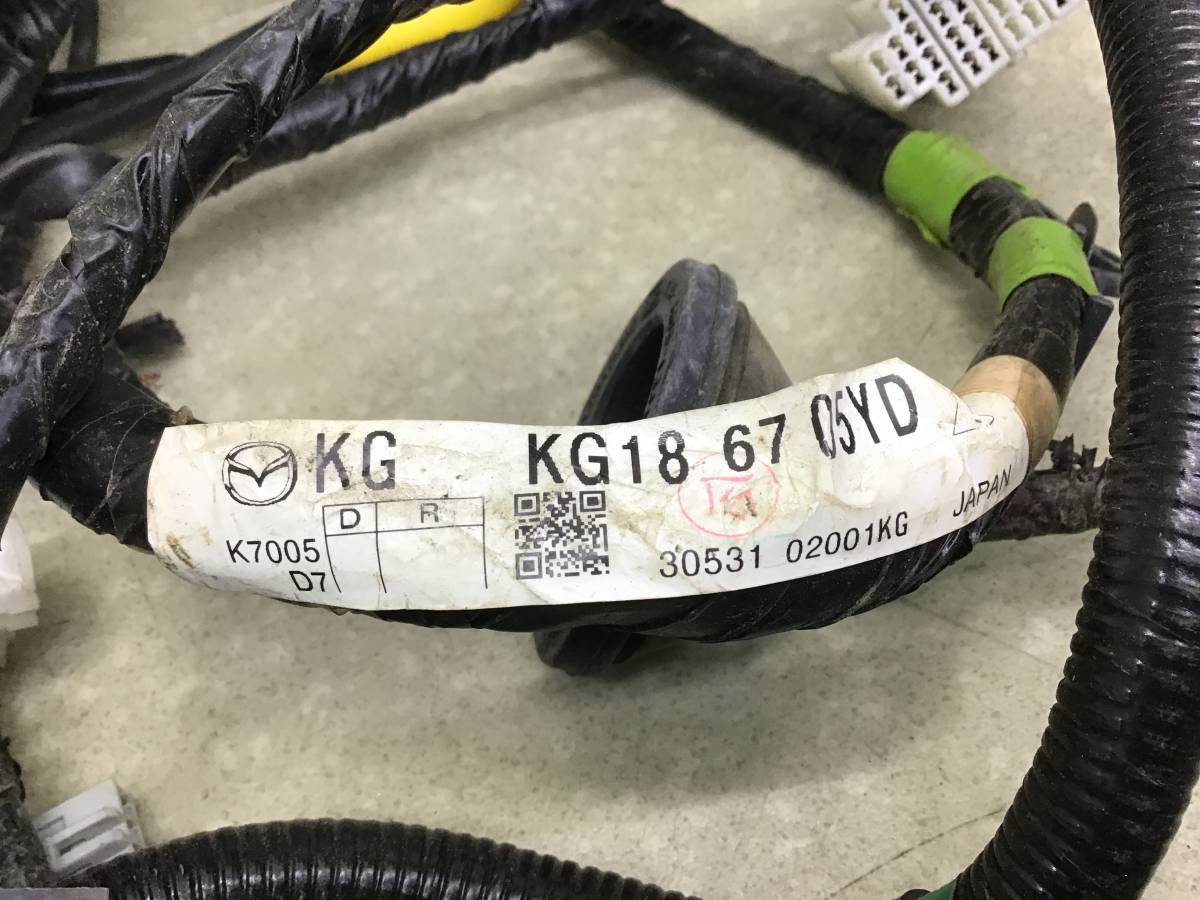 KG KG18 67 05YD
D R
K7005
D7
30531 02001KG JAPAN